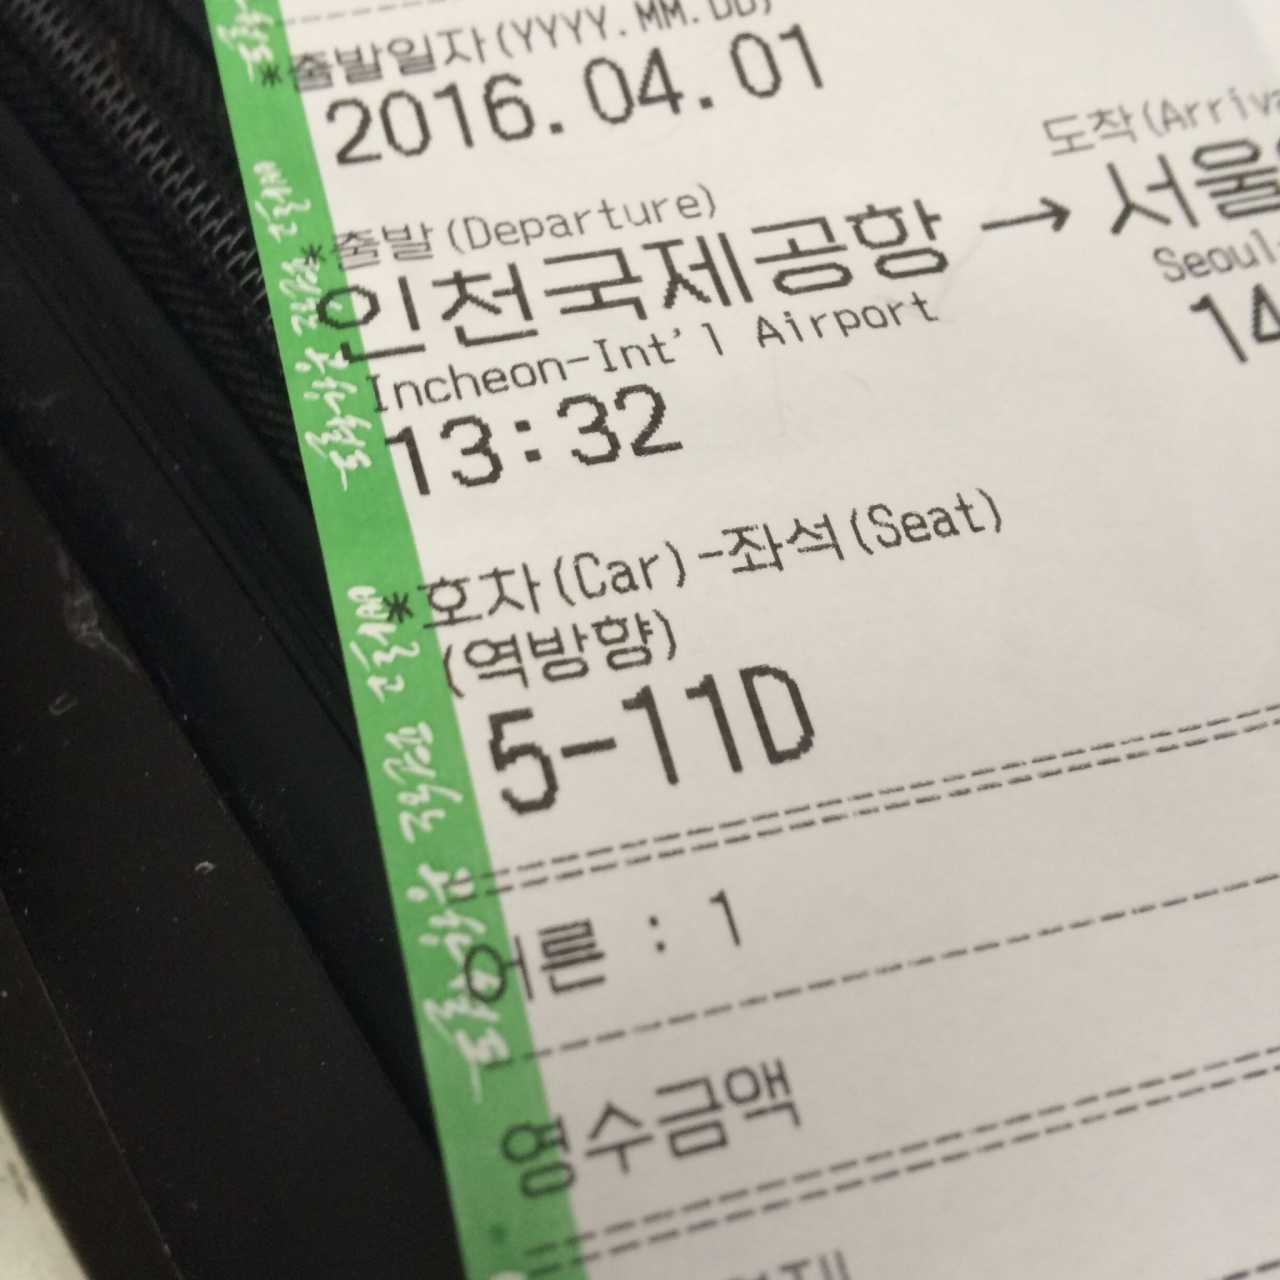 *출발일자(YYYY.MM.DD)
2016.04.01
*출발(Departure)
도착(Arriva
인천국제공항 → 서울
Incheon-Int'l Airport
Seoul-
13:32
14
*호차(Car)-좌석(Seat)
(역방향)
5-11D
어른 : 1
영수금액